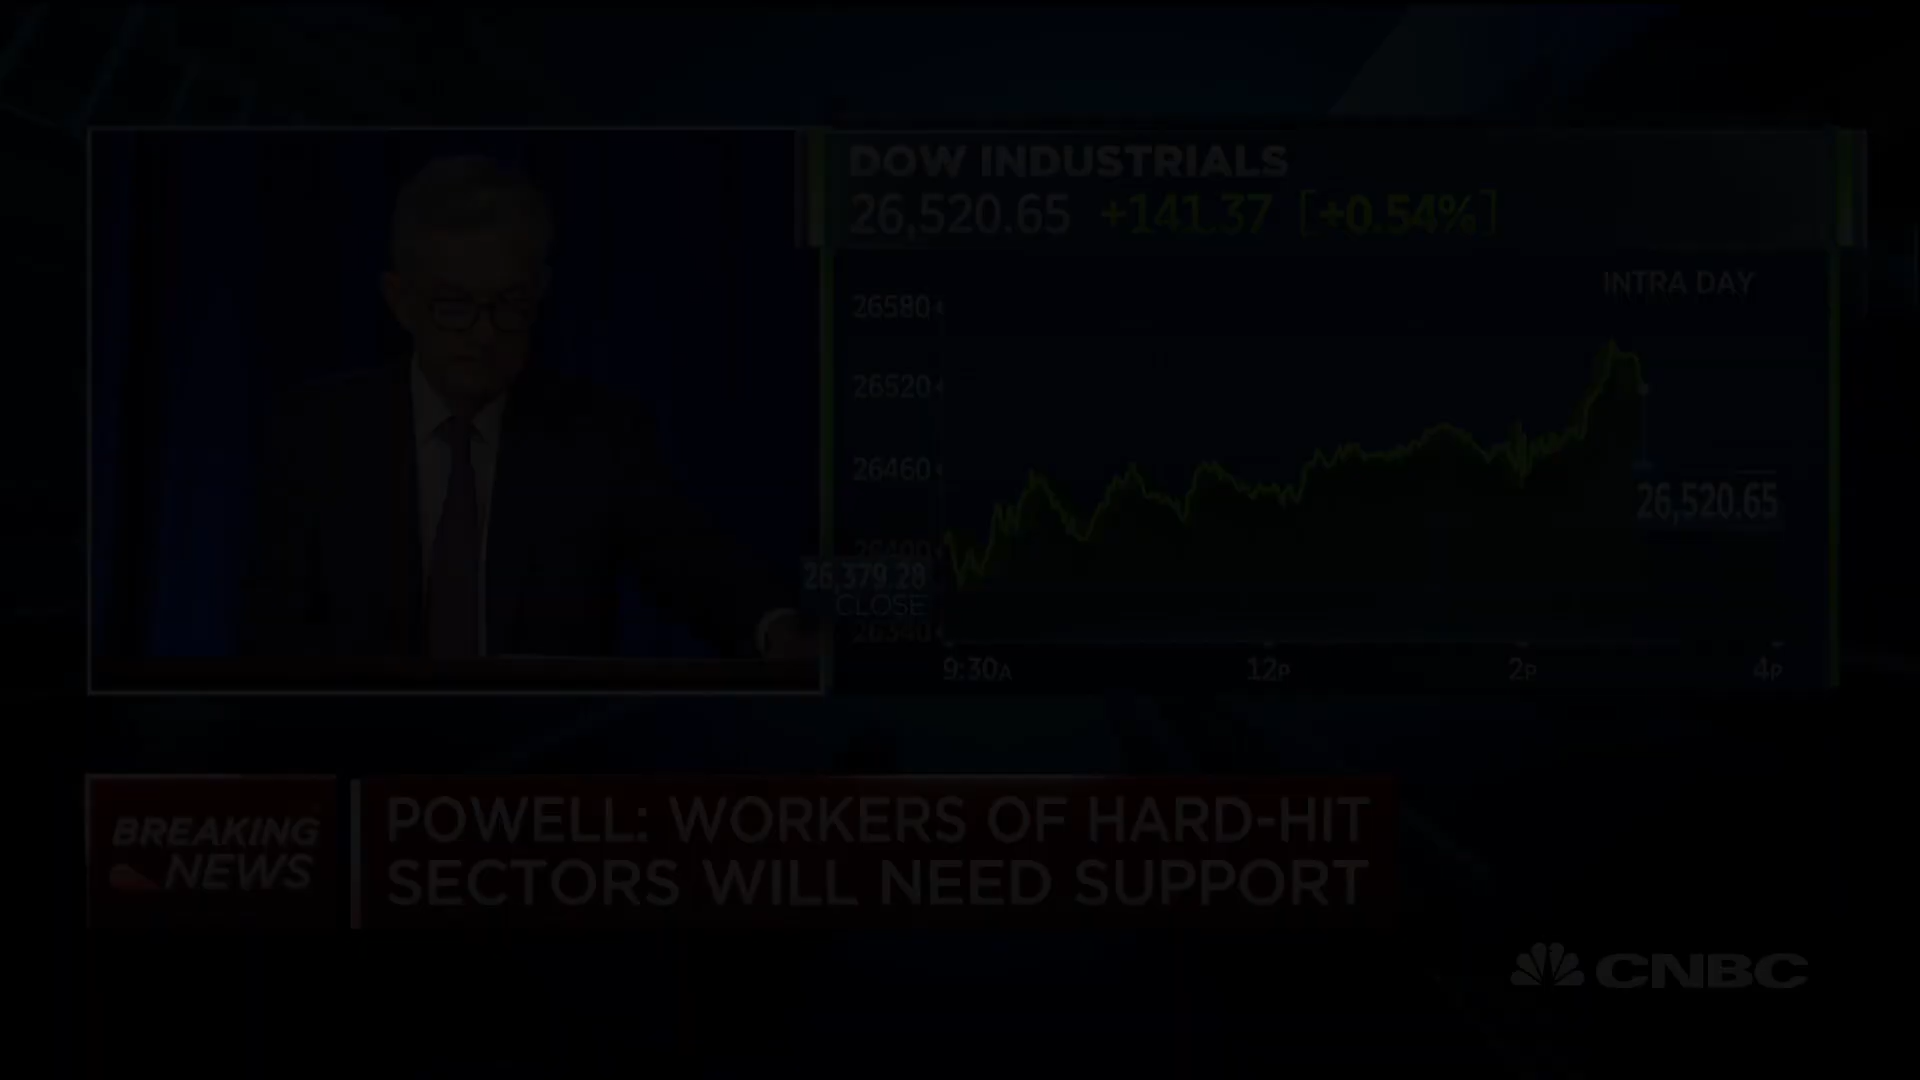 DOW INDUSTRIALS
26,520.65 +141.37 [+0.54%]
INTRA DAY
26580
26520
26460
26,520.65
26400
26,379.28
CLOSE
26340
9:30A 12P 2P 4P
BREAKING NEWS
POWELL: WORKERS OF HARD-HIT
SECTORS WILL NEED SUPPORT
CNBC